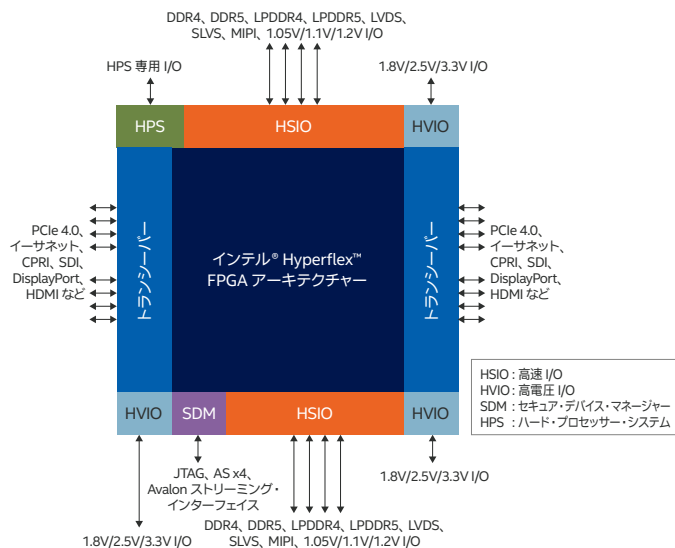 DDR4、DDR5、LPDDR4、LPDDR5、LVDS、
SLVS、MIPI、1.05V/1.1V/1.2V I/O
HPS 専用 I/O
1.8V/2.5V/3.3V I/O
HPS
HSIO
HVIO
PCIe 4.0、
イーサネット、
CPRI、SDI、
DisplayPort、
HDMI など
トランシーバー
インテル® Hyperflex™
FPGA アーキテクチャー
トランシーバー
PCIe 4.0、
イーサネット、
CPRI、SDI、
DisplayPort、
HDMI など
HSIO : 高速 I/O
HVIO : 高電圧 I/O
SDM : セキュア・デバイス・マネージャー
HPS : ハード・プロセッサー・システム
HVIO
SDM
HSIO
HVIO
JTAG、AS x4、
Avalon ストリーミング・
インターフェイス
1.8V/2.5V/3.3V I/O
DDR4、DDR5、LPDDR4、LPDDR5、LVDS、
SLVS、MIPI、1.05V/1.1V/1.2V I/O
1.8V/2.5V/3.3V I/O